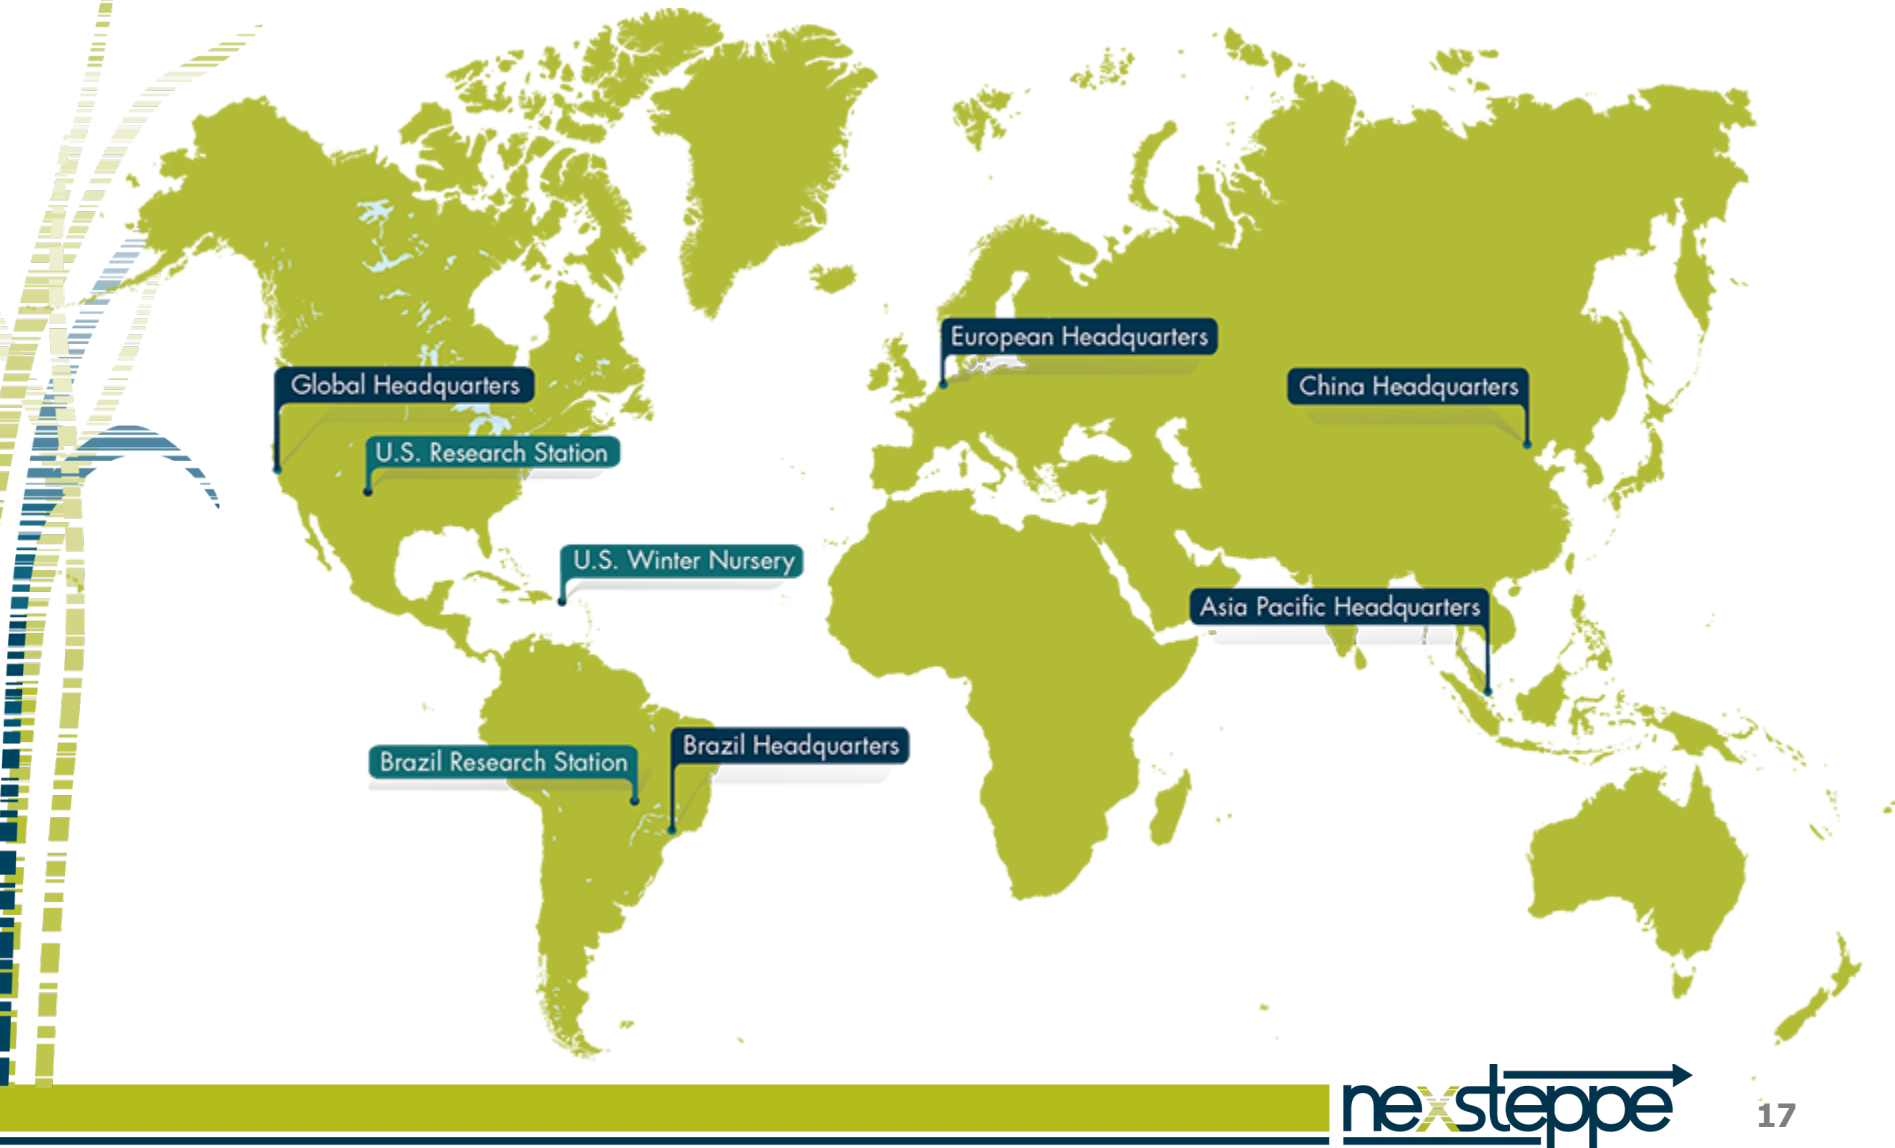 European Headquarters
Global Headquarters
China Headquarters
U.S. Research Station
U.S. Winter Nursery
Asia Pacific Headquarters
Brazil Headquarters
Brazil Research Station
nexsteppe
17